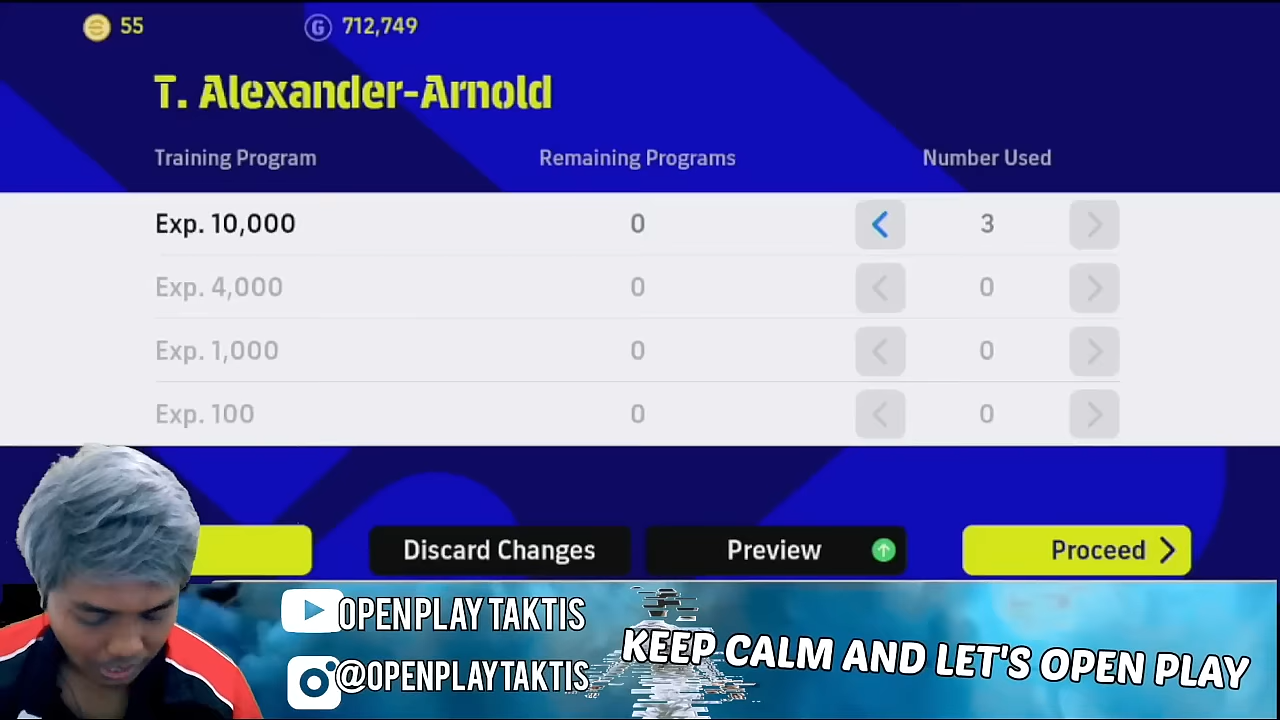 55
G 712,749
T. Alexander-Arnold
Training Program Remaining Programs Number Used
Exp. 10,000 0 3
Exp. 4,000 0 0
Exp. 1,000 0 0
Exp. 100 0 0
Discard Changes Preview Proceed
OPENPLAY TAKTIS
@OPENPLAYTAKTIS
KEEP CALM AND LET'S OPEN PLAY